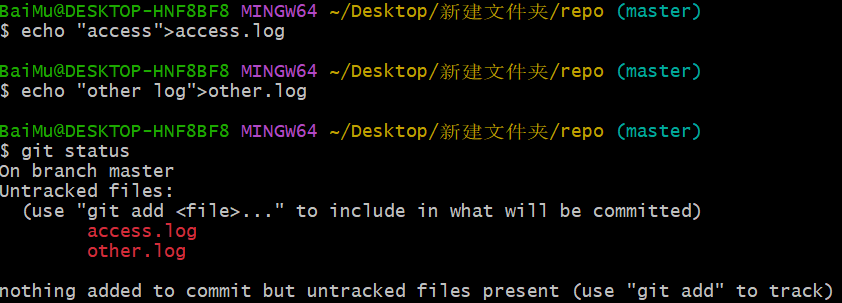 BaiMu@DESKTOP-HNF8BF8 MINGW64 ~/Desktop/新建文件夹/repo (master)
$ echo "access">access.log
BaiMu@DESKTOP-HNF8BF8 MINGW64 ~/Desktop/新建文件夹/repo (master)
$ echo "other log">other.log
BaiMu@DESKTOP-HNF8BF8 MINGW64 ~/Desktop/新建文件夹/repo (master)
$ git status
On branch master
Untracked files:
  (use "git add <file>..." to include in what will be committed)
        access.log
        other.log
nothing added to commit but untracked files present (use "git add" to track)